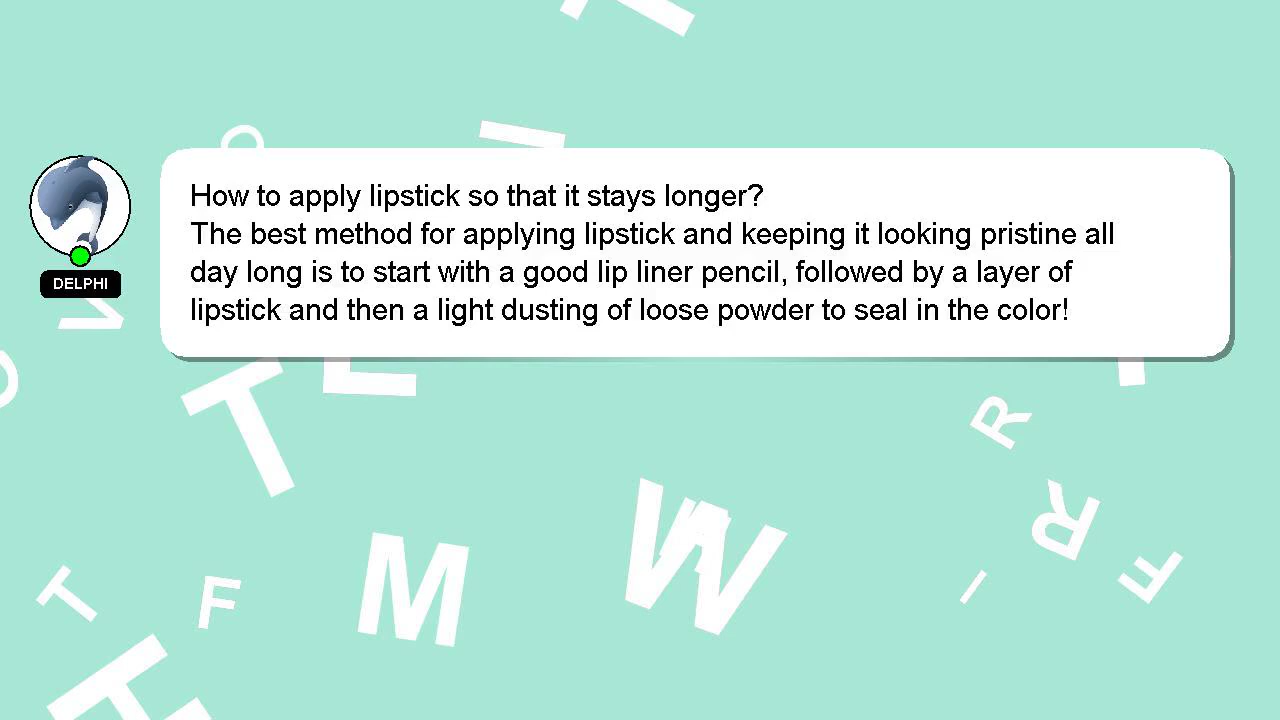 How to apply lipstick so that it stays longer?
The best method for applying lipstick and keeping it looking pristine all
day long is to start with a good lip liner pencil, followed by a layer of
lipstick and then a light dusting of loose powder to seal in the color!
DELPHI
T
R
T
M
W
R
T
F
I
F
H